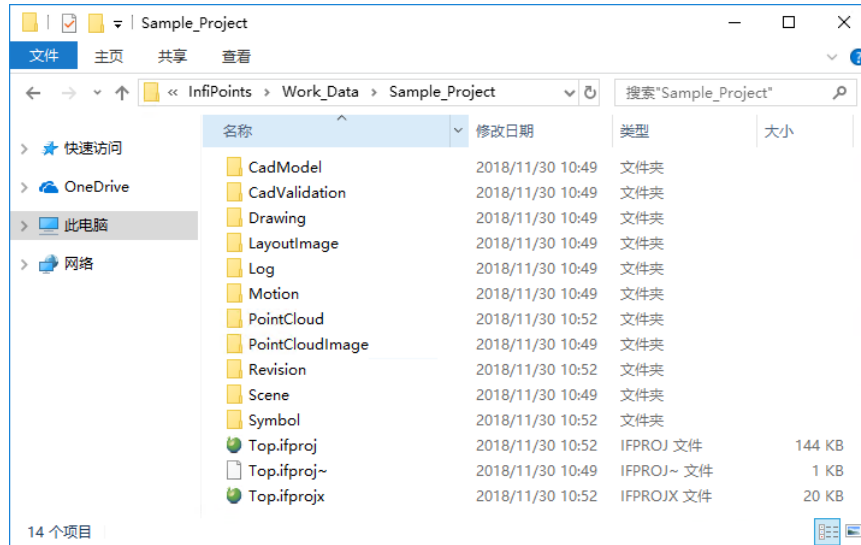 Sample_Project
文件 主页 共享 查看
« InfiPoints › Work_Data › Sample_Project 搜索"Sample_Project"
名称 修改日期 类型 大小
快速访问
OneDrive
此电脑
网络
CadModel 2018/11/30 10:49 文件夹
CadValidation 2018/11/30 10:49 文件夹
Drawing 2018/11/30 10:49 文件夹
LayoutImage 2018/11/30 10:49 文件夹
Log 2018/11/30 10:49 文件夹
Motion 2018/11/30 10:49 文件夹
PointCloud 2018/11/30 10:52 文件夹
PointCloudImage 2018/11/30 10:49 文件夹
Revision 2018/11/30 10:52 文件夹
Scene 2018/11/30 10:49 文件夹
Symbol 2018/11/30 10:52 文件夹
Top.ifproj 2018/11/30 10:52 IFPROJ 文件 144 KB
Top.ifproj~ 2018/11/30 10:49 IFPROJ~ 文件 1 KB
Top.ifprojx 2018/11/30 10:52 IFPROJX 文件 20 KB
14 个项目